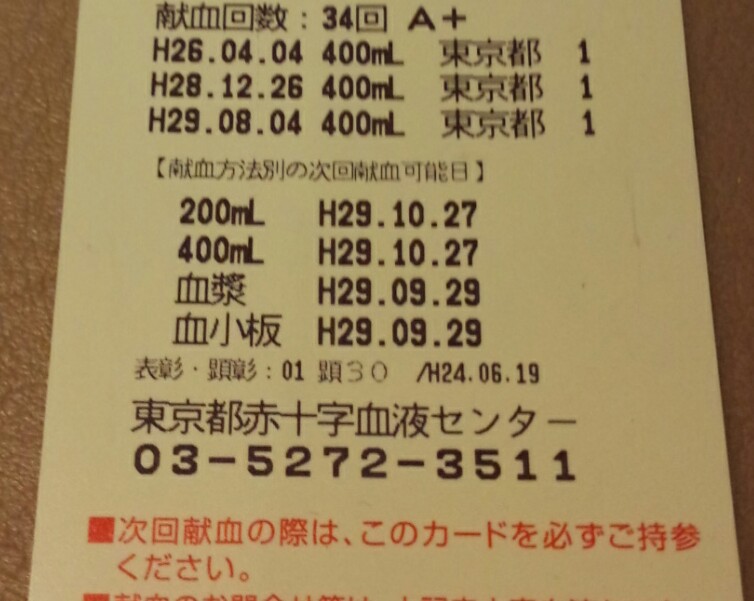 献血回数：34回 A+
H26.04.04 400mL 東京都 1
H28.12.26 400mL 東京都 1
H29.08.04 400mL 東京都 1
【献血方法別の次回献血可能日】
200mL H29.10.27
400mL H29.10.27
血漿 H29.09.29
血小板 H29.09.29
表彰・顕彰：01 顕30 /H24.06.19
東京都赤十字血液センター
03-5272-3511
■次回献血の際は、このカードを必ずご持参
ください。